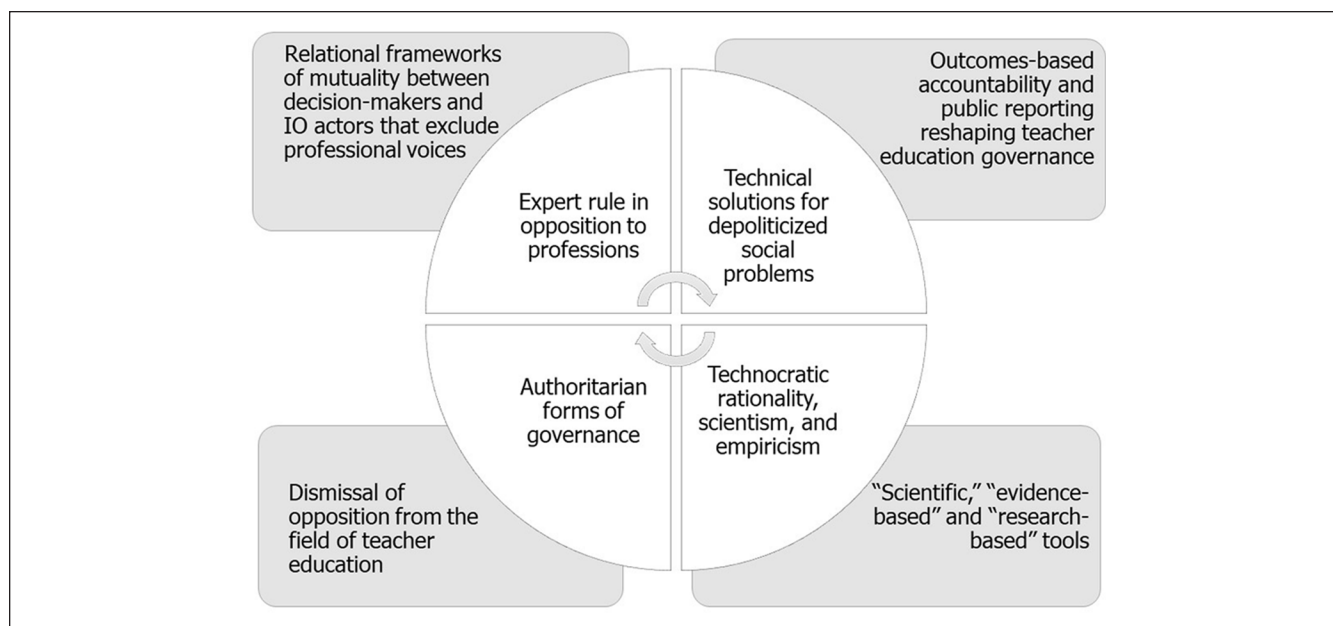 Relational frameworks
of mutuality between
decision-makers and
IO actors that exclude
professional voices
Outcomes-based
accountability and
public reporting
reshaping teacher
education governance
Expert rule in
opposition to
professions
Technical
solutions for
depoliticized
social
problems
Authoritarian
forms of
governance
Technocratic
rationality,
scientism, and
empiricism
Dismissal of
opposition from the
field of teacher
education
“Scientific,” “evidence-
based” and “research-
based” tools